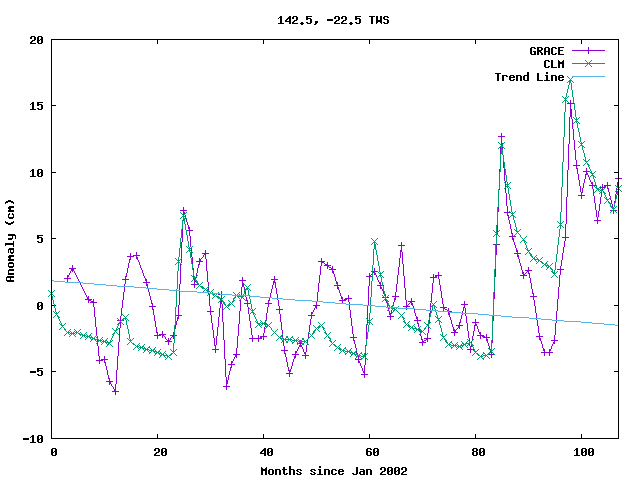 142.5, -22.5 TWS
20
15
10
5
0
-5
-10
Anomaly (cm)
GRACE
CLM
Trend Line
0 20 40 60 80 100
Months since Jan 2002